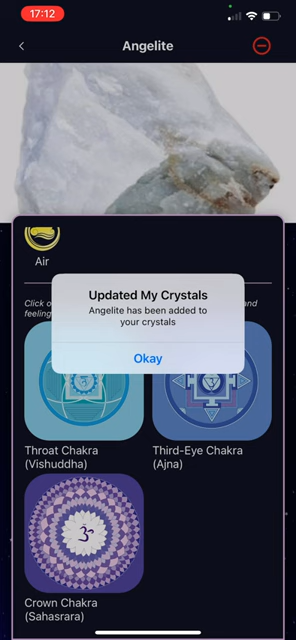 17:12
Angelite
Air
Click o
and
feeling
Updated My Crystals
Angelite has been added to
your crystals
Okay
Throat Chakra
(Vishuddha)
Third-Eye Chakra
(Ajna)
Crown Chakra
(Sahasrara)